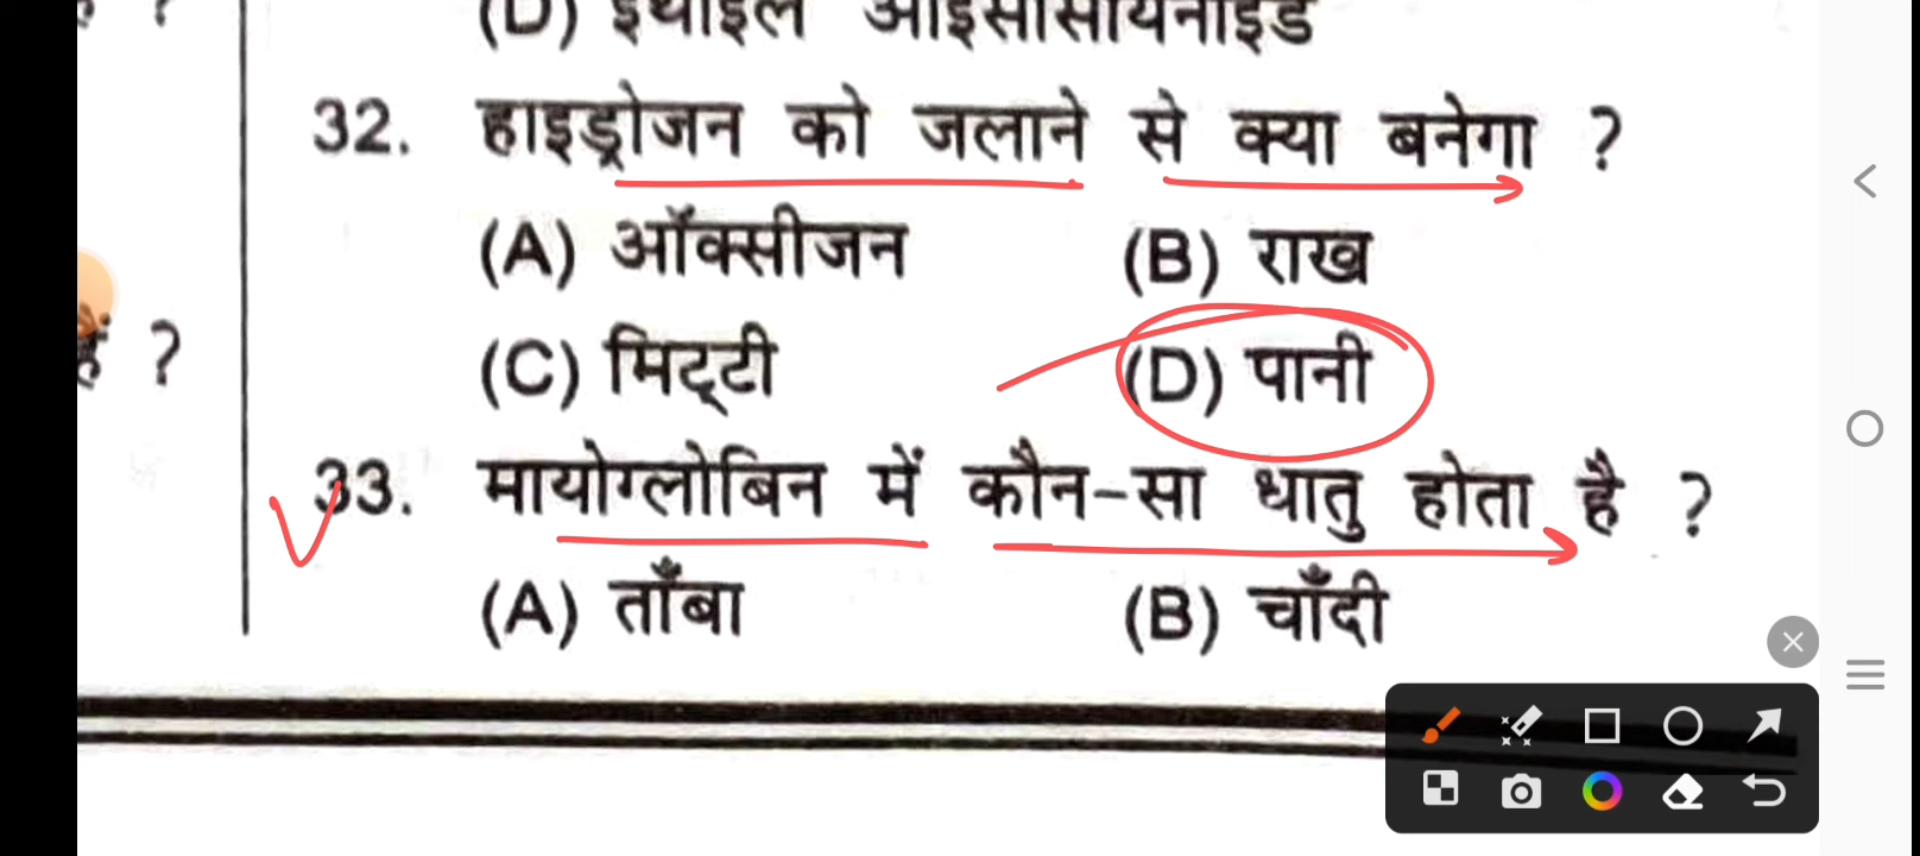 ?
(D) इथाइल आइसोसायनाइड
32. हाइड्रोजन को जलाने से क्या बनेगा ?
(A) ऑक्सीजन (B) राख
(C) मिट्टी (D) पानी
हैं ?
33. मायोग्लोबिन में कौन-सा धातु होता है ?
(A) ताँबा (B) चाँदी